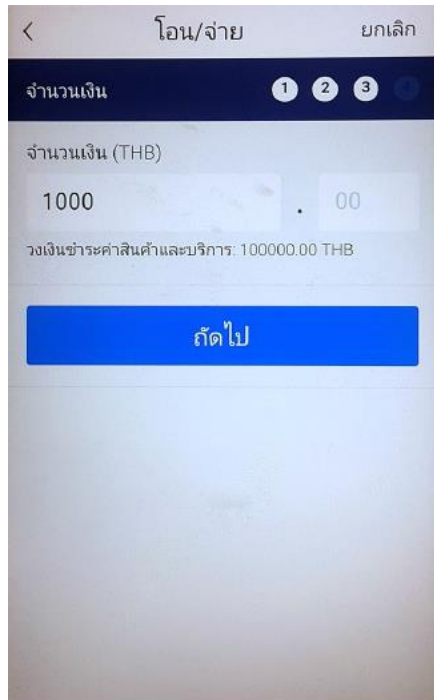 < โอน/จ่าย ยกเลิก
จำนวนเงิน 1 2 3 4
จำนวนเงิน (THB)
1000 . 00
วงเงินชำระค่าสินค้าและบริการ: 100000.00 THB
ถัดไป